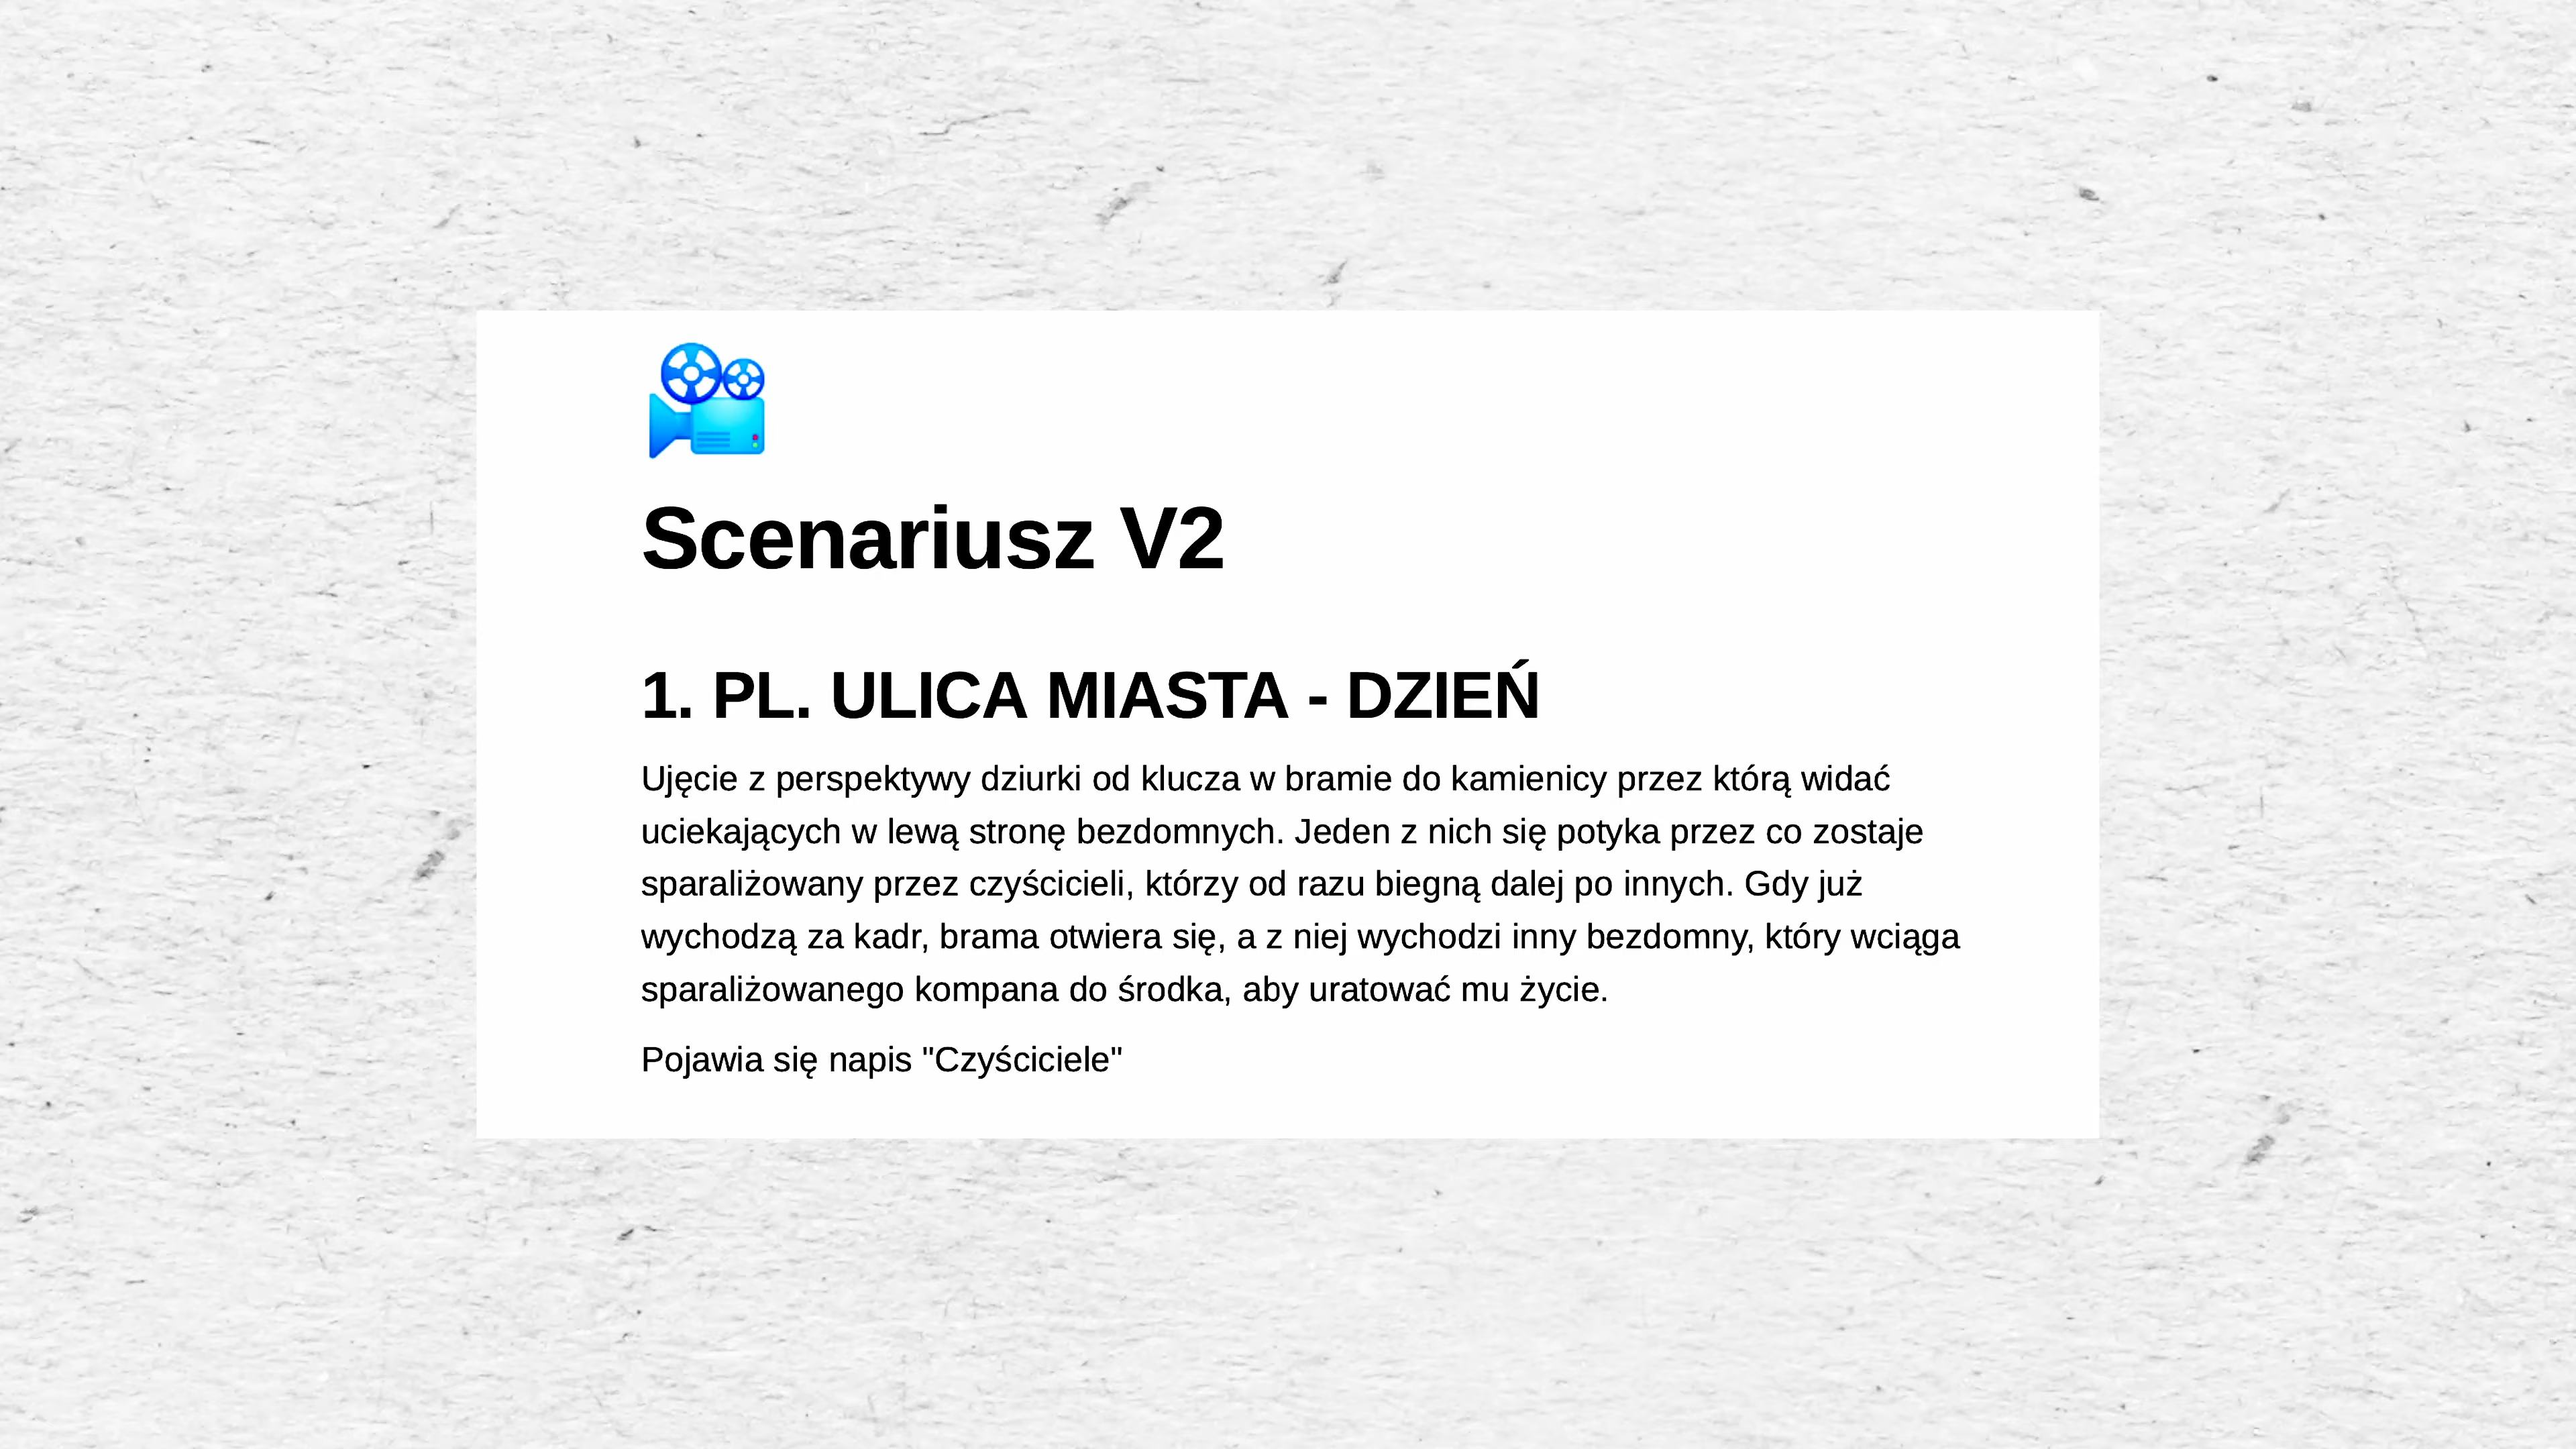 Scenariusz V2
1. PL. ULICA MIASTA - DZIEŃ
Ujęcie z perspektywy dziurki od klucza w bramie do kamienicy przez którą widać
uciekających w lewą stronę bezdomnych. Jeden z nich się potyka przez co zostaje
sparaliżowany przez czyścicieli, którzy od razu biegną dalej po innych. Gdy już
wychodzą za kadr, brama otwiera się, a z niej wychodzi inny bezdomny, który wciąga
sparaliżowanego kompana do środka, aby uratować mu życie.
Pojawia się napis "Czyściciele"